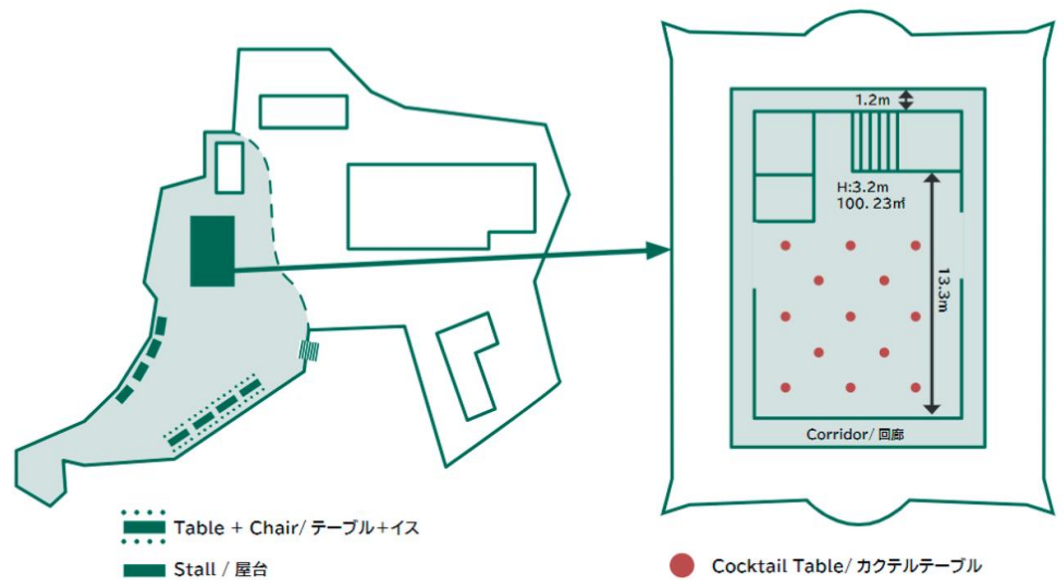 1.2m
H:3.2m
100.23㎡
13.3m
Corridor/回廊
Table + Chair/テーブル+イス
Stall / 屋台
Cocktail Table/カクテルテーブル